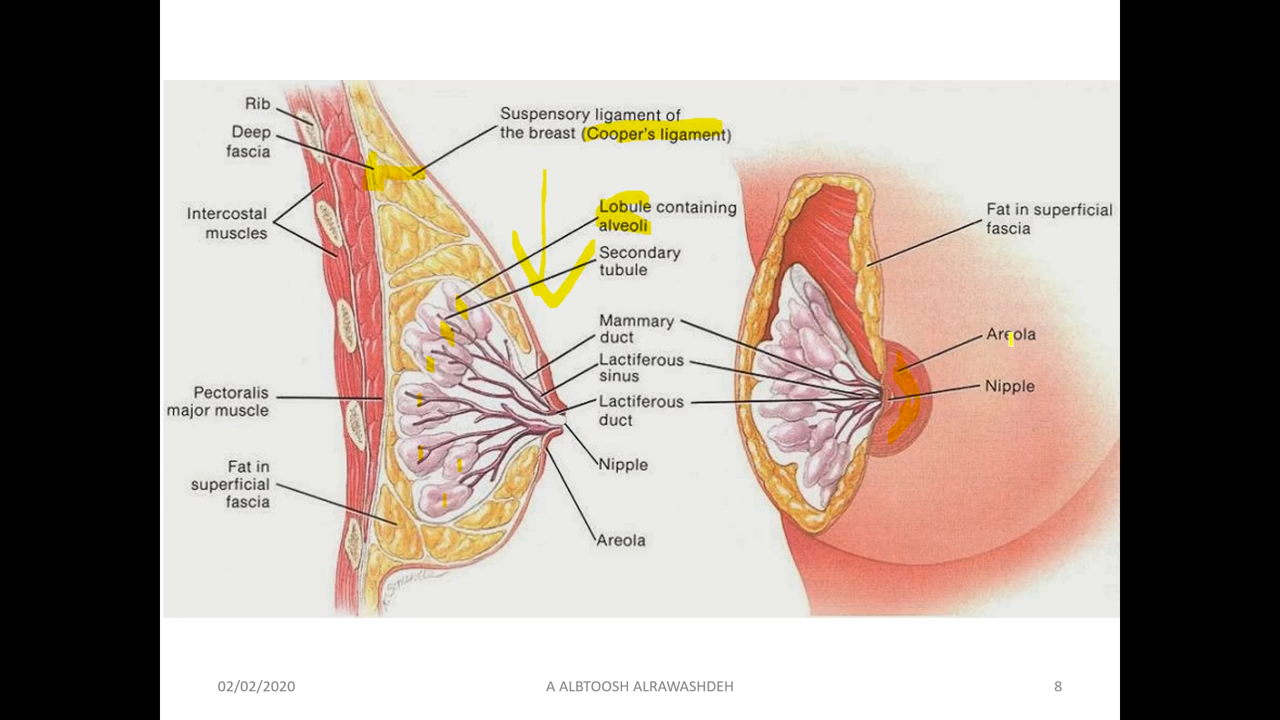 Rib
Deep
fascia
Intercostal
muscles
Pectoralis
major muscle
Fat in
superficial
fascia
Suspensory ligament of
the breast (Cooper's ligament)
Lobule containing
alveoli
Secondary
tubule
Mammary
duct
Lactiferous
sinus
Lactiferous
duct
Nipple
Areola
Fat in superficial
fascia
Areola
Nipple
02/02/2020
A ALBTOOSH ALRAWASHDEH
8